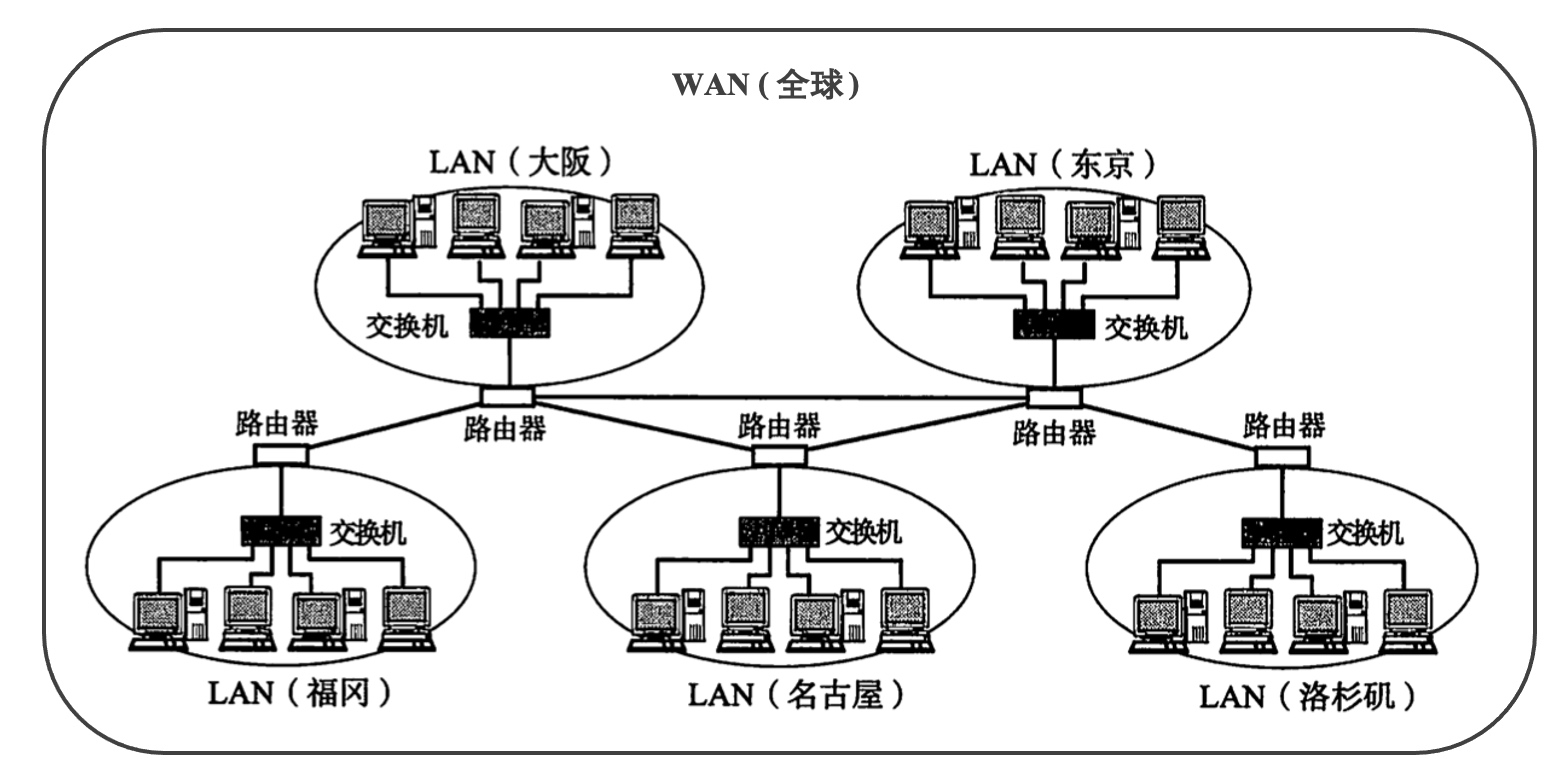 WAN ( 全球)
LAN（大阪）
LAN（东京）
交换机
交换机
路由器
路由器
路由器
路由器
路由器
交换机
交换机
交换机
LAN（福冈）
LAN（名古屋）
LAN（洛杉矶）